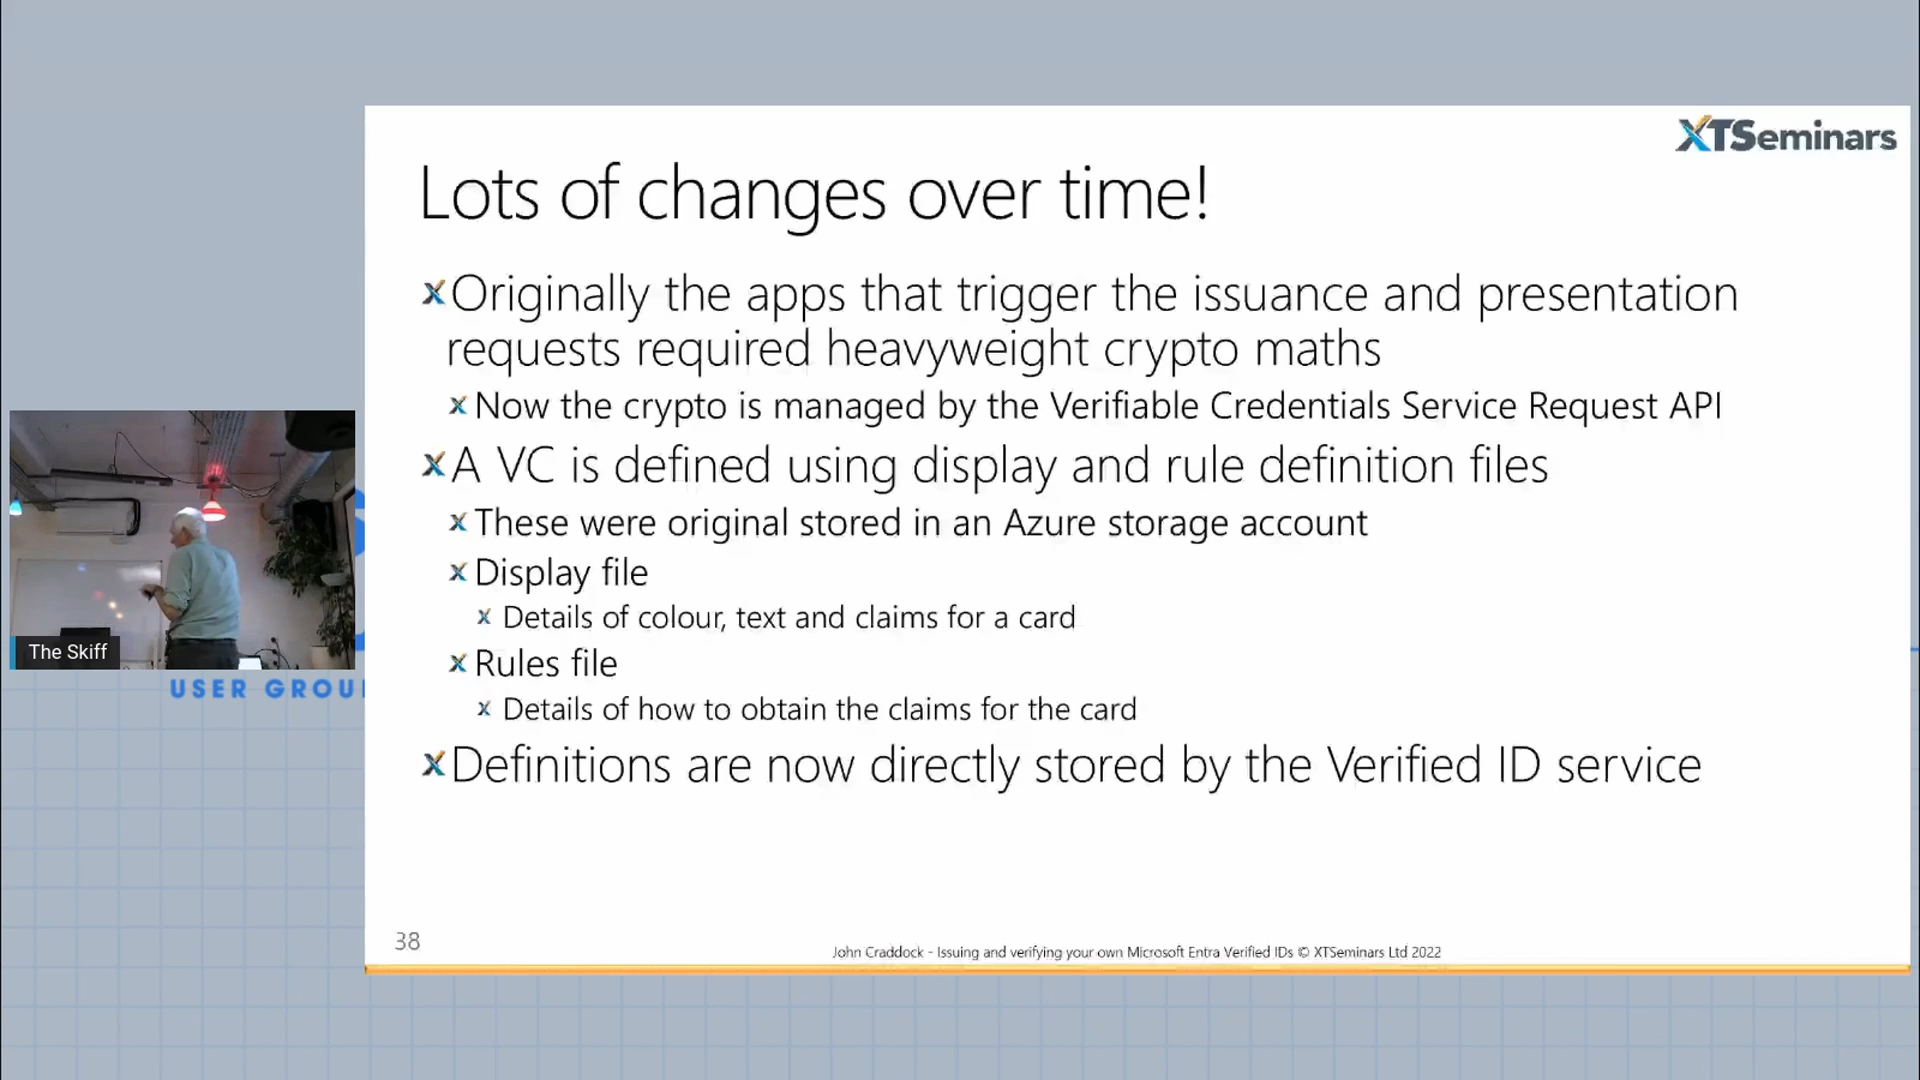 XTSeminars
Lots of changes over time!
Originally the apps that trigger the issuance and presentation
requests required heavyweight crypto maths
Now the crypto is managed by the Verifiable Credentials Service Request API
A VC is defined using display and rule definition files
These were original stored in an Azure storage account
Display file
Details of colour, text and claims for a card
Rules file
Details of how to obtain the claims for the card
Definitions are now directly stored by the Verified ID service
38
John Craddock - Issuing and verifying your own Microsoft Entra Verified IDs © XTSeminars Ltd 2022
The Skiff
USER GROU